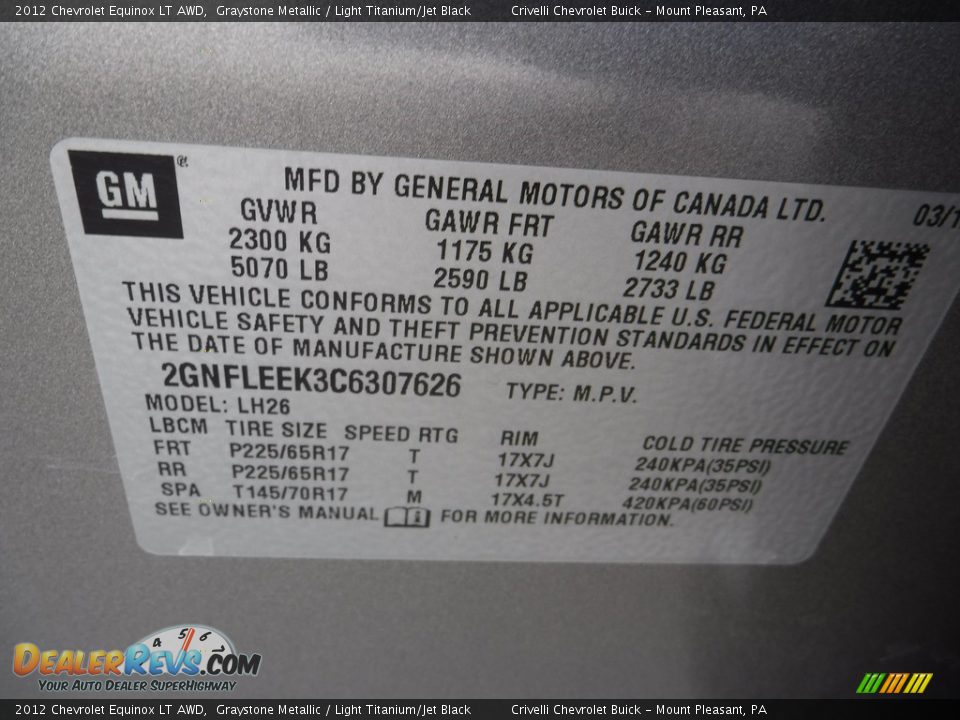 2012 Chevrolet Equinox LT AWD, Graystone Metallic / Light Titanium/Jet Black Crivelli Chevrolet Buick - Mount Pleasant, PA
GM ®
MFD BY GENERAL MOTORS OF CANADA LTD. 03/1
GVWR GAWR FRT GAWR RR
2300 KG 1175 KG 1240 KG
5070 LB 2590 LB 2733 LB
THIS VEHICLE CONFORMS TO ALL APPLICABLE U.S. FEDERAL MOTOR
VEHICLE SAFETY AND THEFT PREVENTION STANDARDS IN EFFECT ON
THE DATE OF MANUFACTURE SHOWN ABOVE.
2GNFLEEK3C6307626 TYPE: M.P.V.
MODEL: LH26
LBCM TIRE SIZE SPEED RTG RIM COLD TIRE PRESSURE
FRT P225/65R17 T 17X7J 240KPA(35PSI)
RR P225/65R17 T 17X7J 240KPA(35PSI)
SPA T145/70R17 M 17X4.5T 420KPA(60PSI)
SEE OWNER'S MANUAL FOR MORE INFORMATION.
4 5 6 7
DealerRevs.com
Your Auto Dealer SuperHighway
2012 Chevrolet Equinox LT AWD, Graystone Metallic / Light Titanium/Jet Black Crivelli Chevrolet Buick - Mount Pleasant, PA